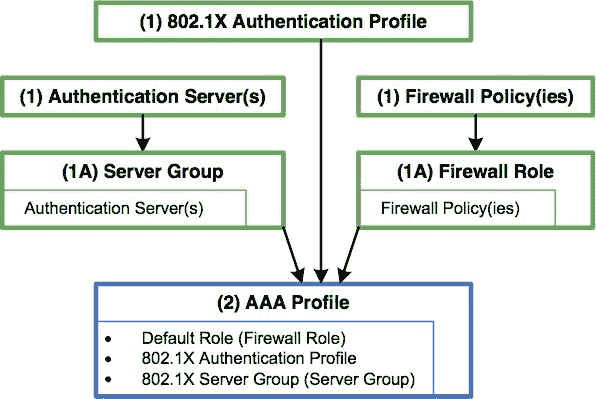 (1) 802.1X Authentication Profile
(1) Authentication Server(s)
(1) Firewall Policy(ies)
(1A) Server Group
Authentication Server(s)
(1A) Firewall Role
Firewall Policy(ies)
(2) AAA Profile
• Default Role (Firewall Role)
• 802.1X Authentication Profile
• 802.1X Server Group (Server Group)